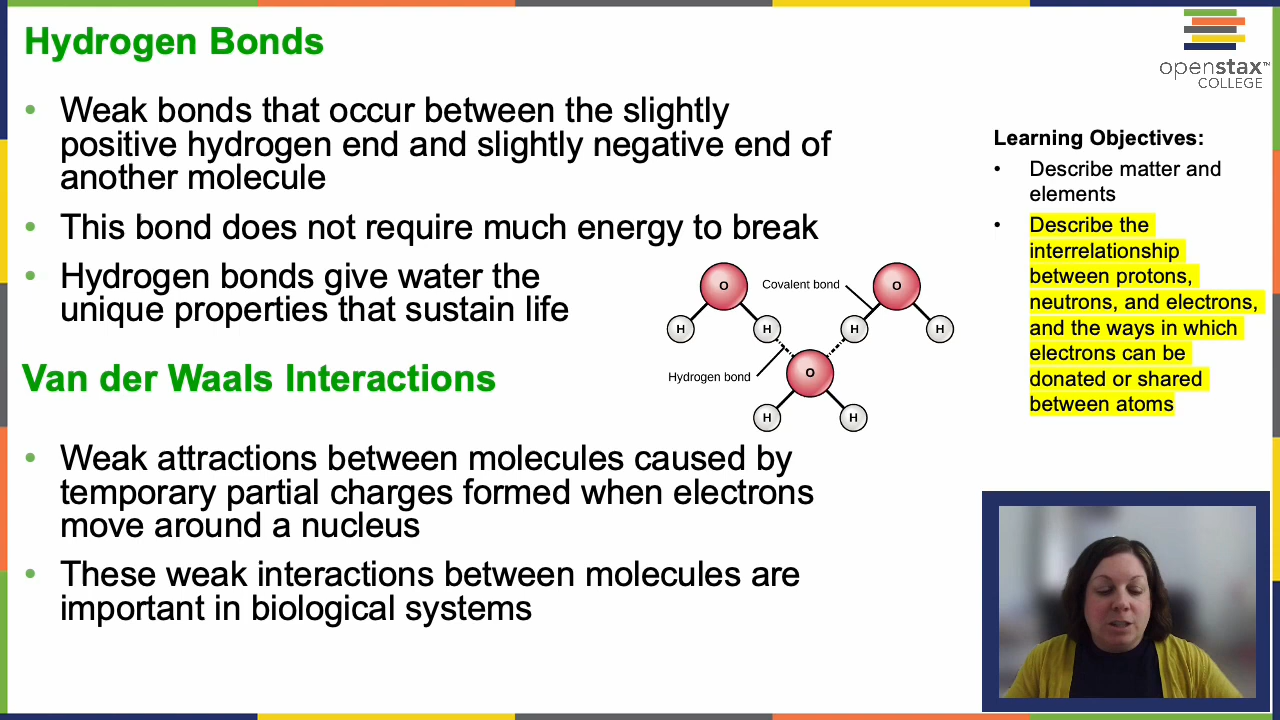 Hydrogen Bonds
• Weak bonds that occur between the slightly
positive hydrogen end and slightly negative end of
another molecule
• This bond does not require much energy to break
• Hydrogen bonds give water the
unique properties that sustain life
O
Covalent bond
O
H
H
H
H
Hydrogen bond
O
H
H
Van der Waals Interactions
• Weak attractions between molecules caused by
temporary partial charges formed when electrons
move around a nucleus
• These weak interactions between molecules are
important in biological systems
openstax™
COLLEGE
Learning Objectives:
• Describe matter and
elements
• Describe the
interrelationship
between protons,
neutrons, and electrons,
and the ways in which
electrons can be
donated or shared
between atoms